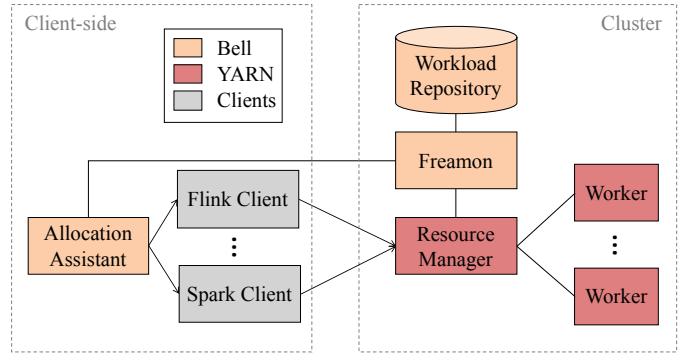 Client-side
Cluster
Bell
YARN
Clients
Workload
Repository
Freamon
Flink Client
Worker
Allocation
Assistant
Resource
Manager
Spark Client
Worker